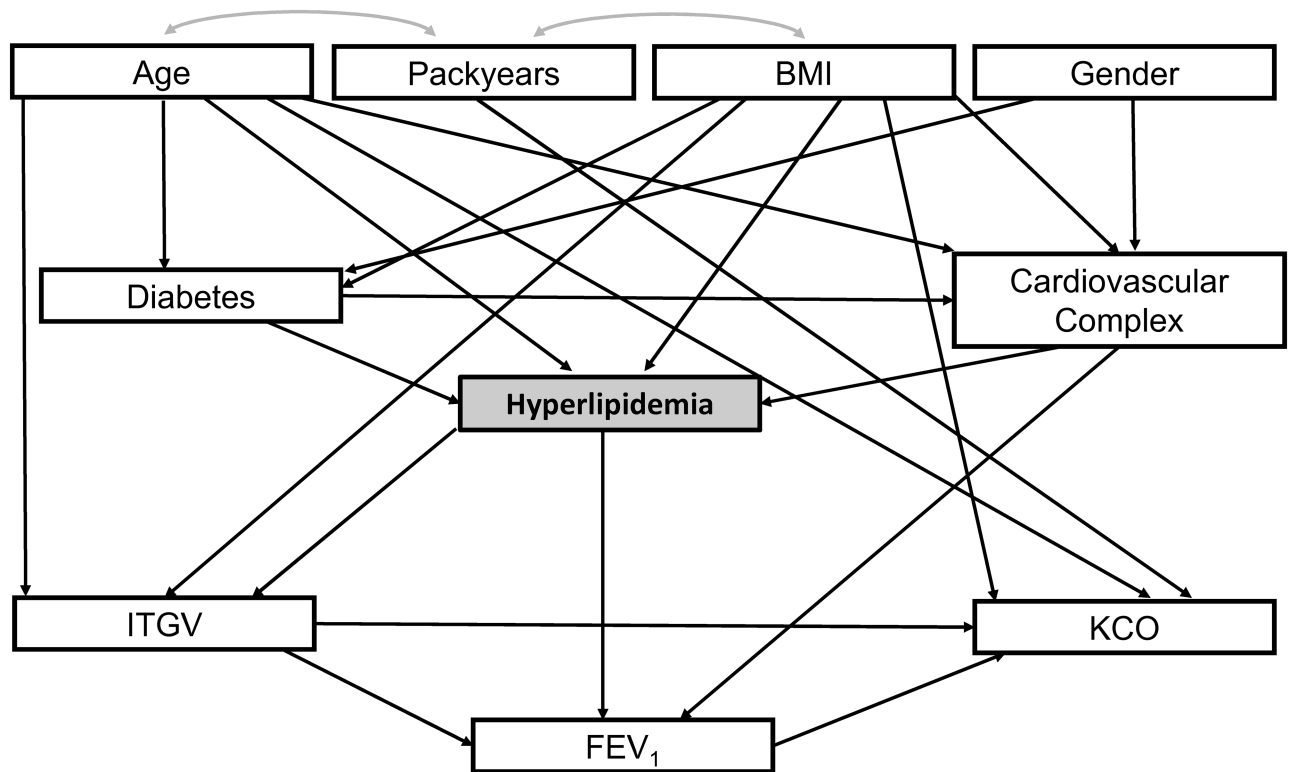 Age
Packyears
BMI
Gender
Diabetes
Cardiovascular
Complex
Hyperlipidemia
ITGV
KCO
FEV₁